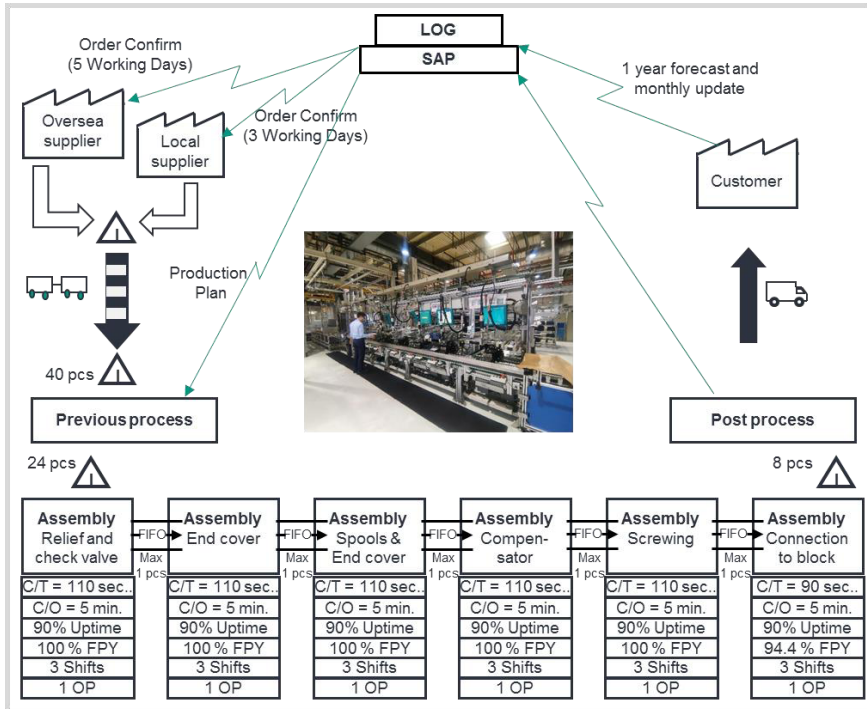 LOG
SAP
Order Confirm
(5 Working Days)
1 year forecast and
monthly update
Oversea
supplier
Order Confirm
(3 Working Days)
Local
supplier
Customer
Production
Plan
40 pcs
Previous process
Post process
24 pcs
8 pcs
Assembly
Relief and
check valve
FIFO
Max
1 pcs
Assembly
End cover
FIFO
Max
1 pcs
Assembly
Spools &
End cover
FIFO
Max
1 pcs
Assembly
Compen-
sator
FIFO
Max
1 pcs
Assembly
Screwing
FIFO
Max
1 pcs
Assembly
Connection
to block
C/T = 110 sec.. C/T = 110 sec.. C/T = 110 sec.. C/T = 110 sec.. C/T = 110 sec.. C/T = 90 sec..
C/O = 5 min. C/O = 5 min. C/O = 5 min. C/O = 5 min. C/O = 5 min. C/O = 5 min.
90% Uptime 90% Uptime 90% Uptime 90% Uptime 90% Uptime 90% Uptime
100 % FPY 100 % FPY 100 % FPY 100 % FPY 100 % FPY 94.4 % FPY
3 Shifts 3 Shifts 3 Shifts 3 Shifts 3 Shifts 3 Shifts
1 OP 1 OP 1 OP 1 OP 1 OP 1 OP